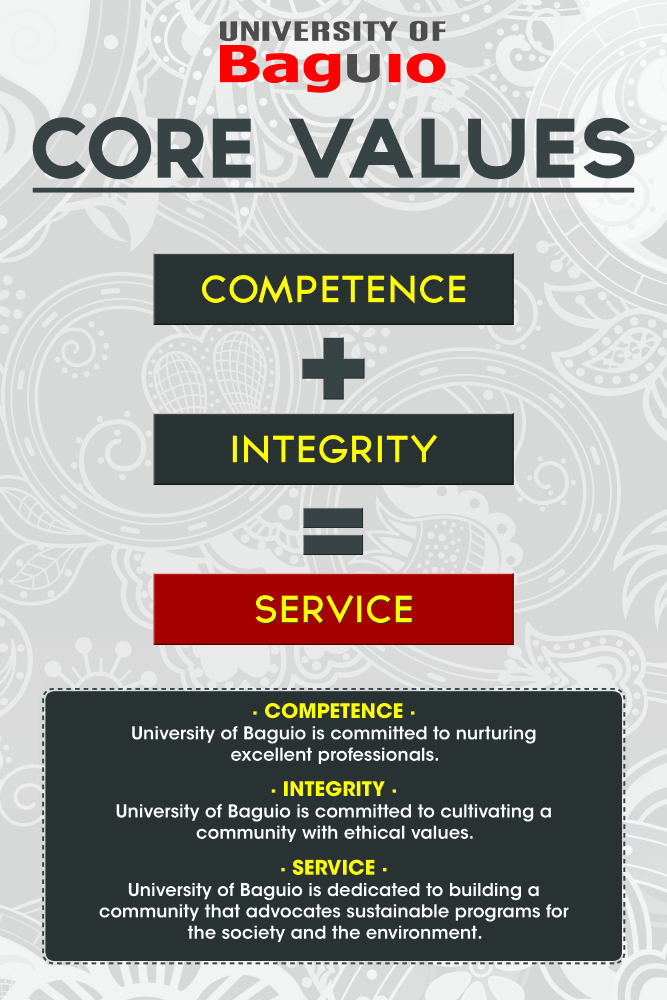 UNIVERSITY OF
Baguio
CORE VALUES
COMPETENCE
+
INTEGRITY
=
SERVICE
· COMPETENCE ·
University of Baguio is committed to nurturing
excellent professionals.
· INTEGRITY ·
University of Baguio is committed to cultivating a
community with ethical values.
· SERVICE ·
University of Baguio is dedicated to building a
community that advocates sustainable programs for
the society and the environment.